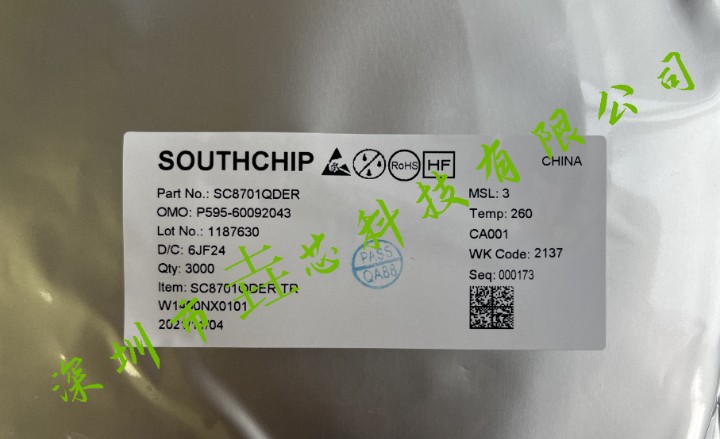 SOUTHCHIP RoHS HF CHINA
Part No.: SC8701QDER
OMO: P595-60092043
Lot No.: 1187630
D/C: 6JF24
Qty: 3000
Item: SC8701QDER TR
MSL: 3
Temp: 260
CA001
WK Code: 2137
Seq: 000173
PASS
QA88
深圳市壵芯科技有限公司